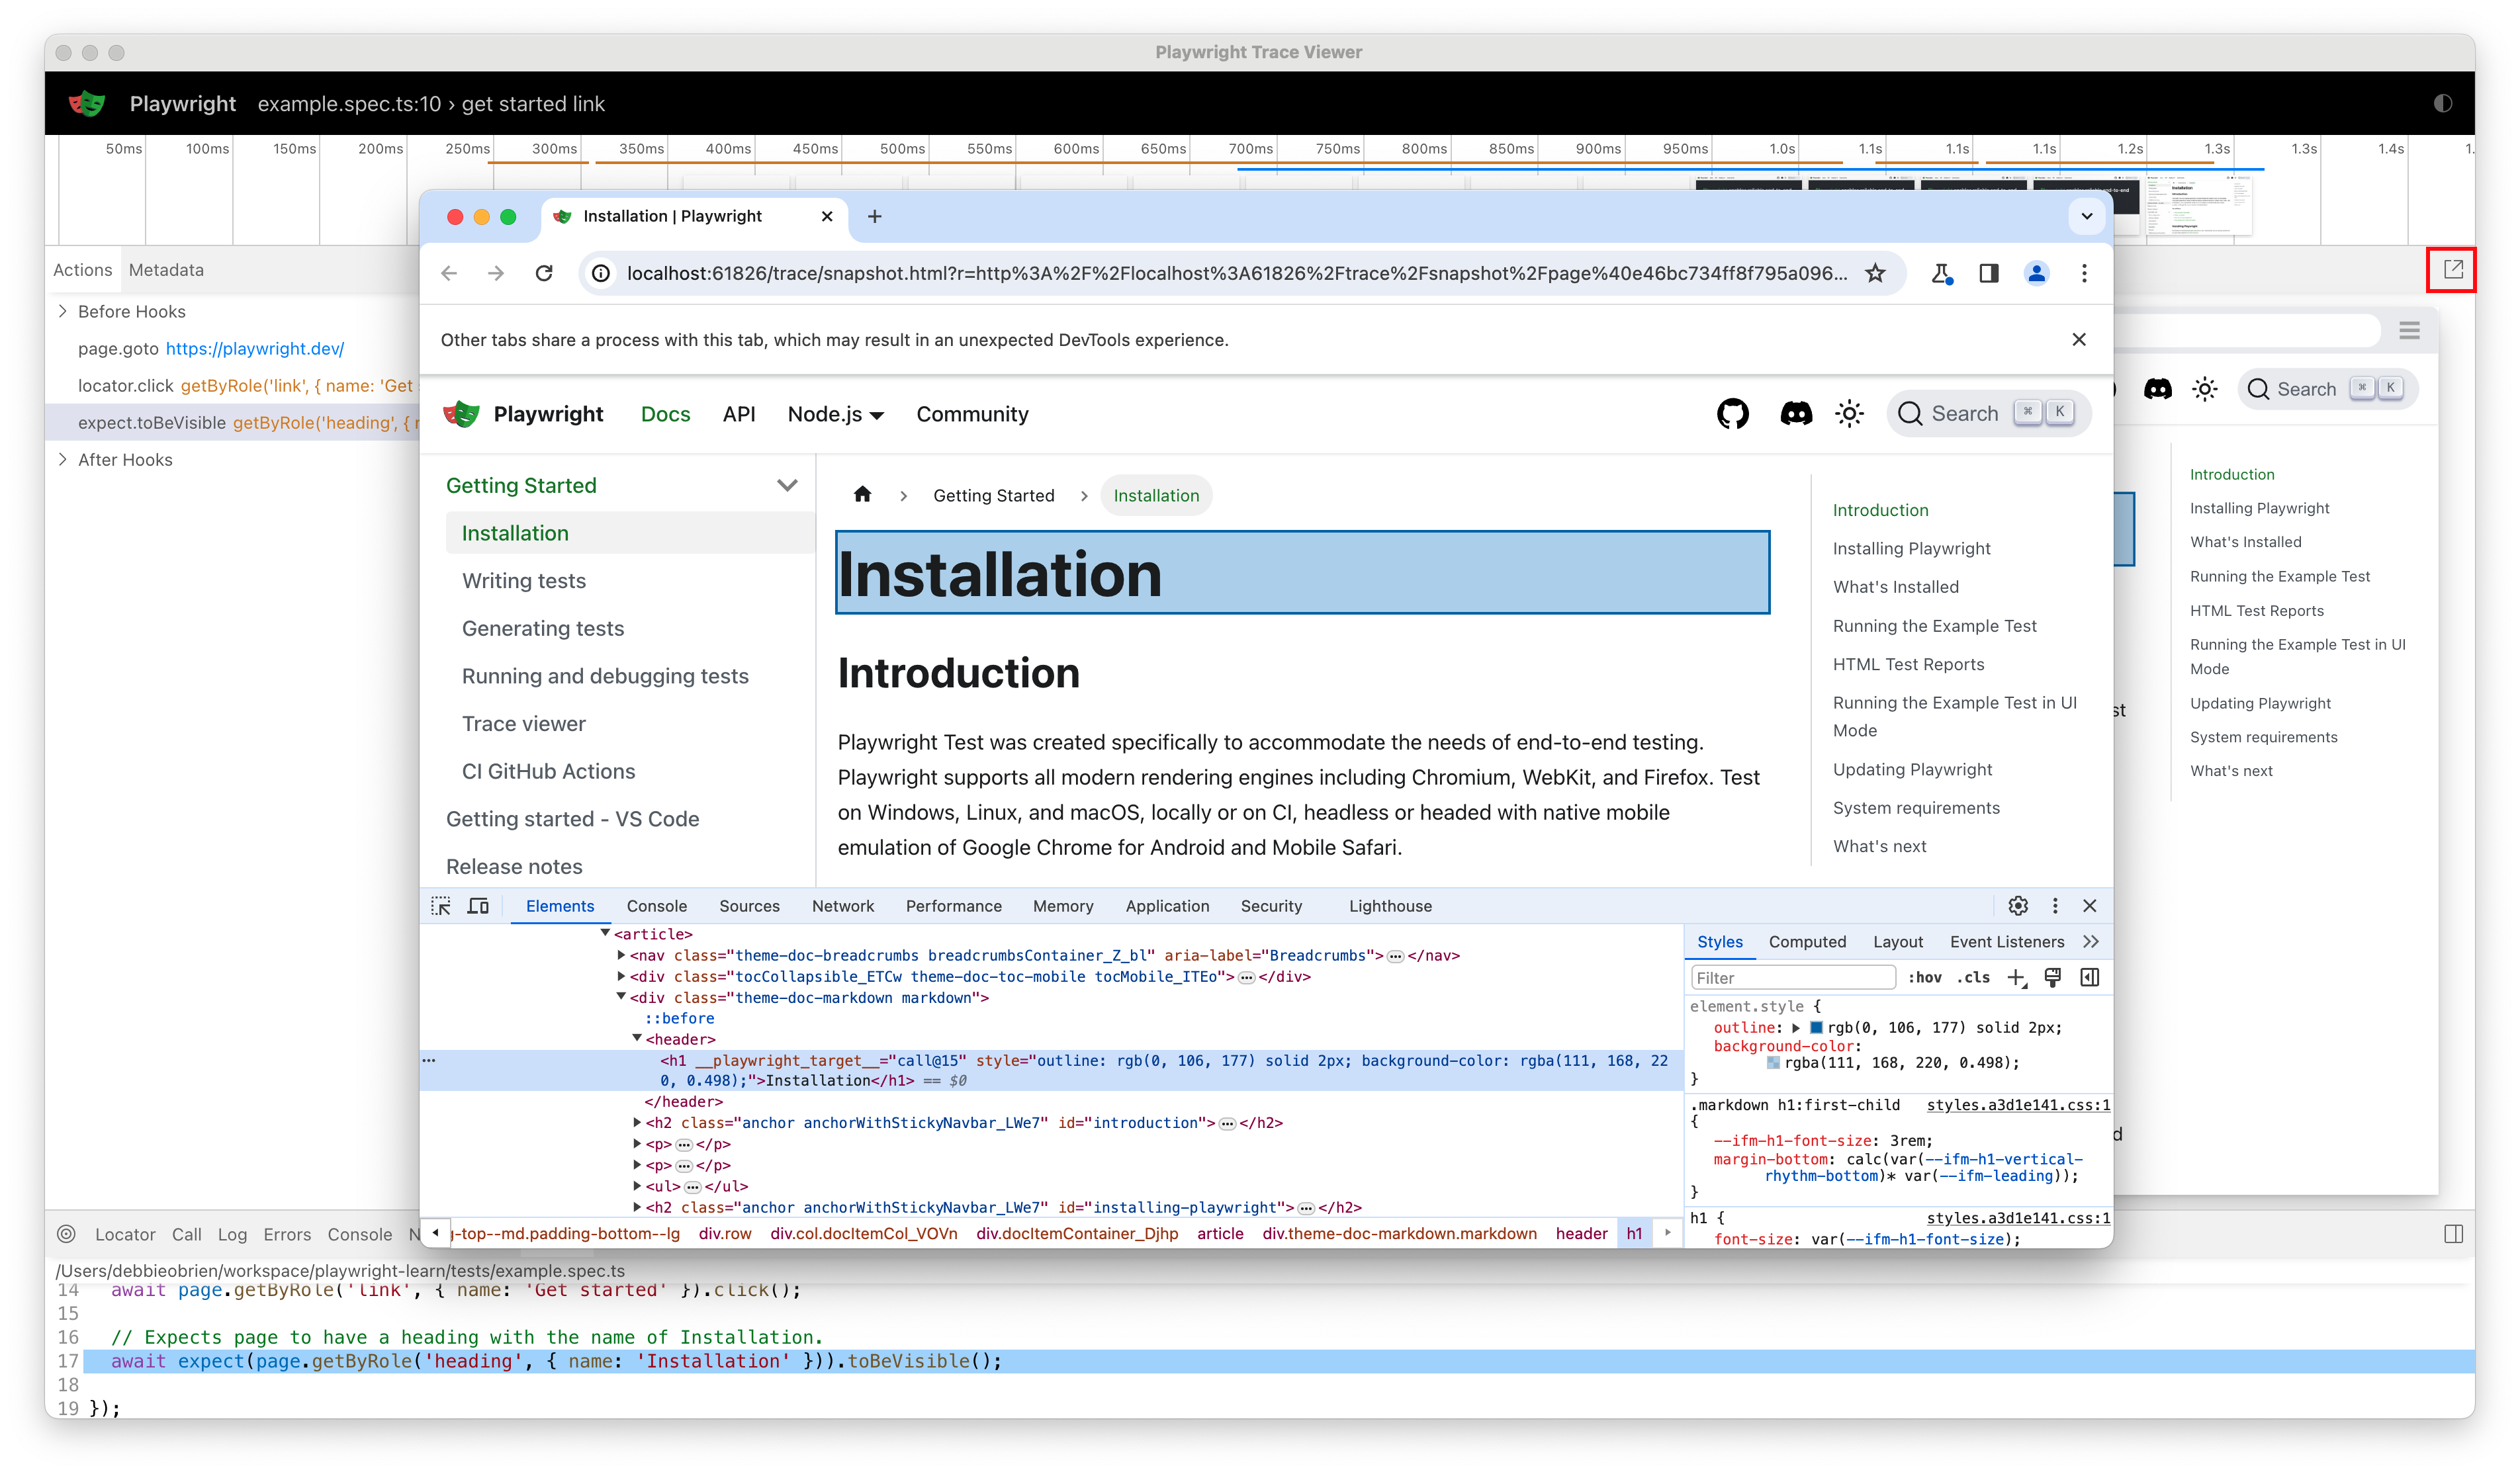 Playwright Trace Viewer
Playwright example.spec.ts:10 › get started link
50ms 100ms 150ms 200ms 250ms 300ms 350ms 400ms 450ms 500ms 550ms 600ms 650ms 700ms 750ms 800ms 850ms 900ms 950ms 1.0s 1.1s 1.1s 1.1s 1.2s 1.3s 1.3s 1.4s 1.
Actions Metadata
Before Hooks
page.goto https://playwright.dev/
locator.click getByRole('link', { name: 'Get
expect.toBeVisible getByRole('heading', {
After Hooks
Installation | Playwright
localhost:61826/trace/snapshot.html?r=http%3A%2F%2Flocalhost%3A61826%2Ftrace%2Fsnapshot%2Fpage%40e46bc734ff8f795a096...
Other tabs share a process with this tab, which may result in an unexpected DevTools experience.
Playwright Docs API Node.js Community Search ⌘ K
Getting Started
Installation
Writing tests
Generating tests
Running and debugging tests
Trace viewer
CI GitHub Actions
Getting started - VS Code
Release notes
Getting Started › Installation
Installation
Introduction
Playwright Test was created specifically to accommodate the needs of end-to-end testing.
Playwright supports all modern rendering engines including Chromium, WebKit, and Firefox. Test
on Windows, Linux, and macOS, locally or on CI, headless or headed with native mobile
emulation of Google Chrome for Android and Mobile Safari.
Introduction
Installing Playwright
What's Installed
Running the Example Test
HTML Test Reports
Running the Example Test in UI
Mode
Updating Playwright
System requirements
What's next
Search ⌘ K
Introduction
Installing Playwright
What's Installed
Running the Example Test
HTML Test Reports
Running the Example Test in UI
Mode
Updating Playwright
System requirements
What's next
st
d
Elements Console Sources Network Performance Memory Application Security Lighthouse
<article>
<nav class="theme-doc-breadcrumbs breadcrumbsContainer_Z_bl" aria-label="Breadcrumbs">…</nav>
<div class="tocCollapsible_ETCw theme-doc-toc-mobile tocMobile_ITEo">…</div>
<div class="theme-doc-markdown markdown">
::before
<header>
<h1 __playwright_target__="call@15" style="outline: rgb(0, 106, 177) solid 2px; background-color: rgba(111, 168, 22
0, 0.498);">Installation</h1> == $0
</header>
<h2 class="anchor anchorWithStickyNavbar_LWe7" id="introduction">…</h2>
<p>…</p>
<p>…</p>
<ul>…</ul>
<h2 class="anchor anchorWithStickyNavbar_LWe7" id="installing-playwright">…</h2>
g-top--md.padding-bottom--lg div.row div.col.docItemCol_VOVn div.docItemContainer_Djhp article div.theme-doc-markdown.markdown header h1
Styles Computed Layout Event Listeners
Filter :hov .cls
element.style {
outline: rgb(0, 106, 177) solid 2px;
background-color:
rgba(111, 168, 220, 0.498);
}
.markdown h1:first-child styles.a3d1e141.css:1
{
--ifm-h1-font-size: 3rem;
margin-bottom: calc(var(--ifm-h1-vertical-
rhythm-bottom)* var(--ifm-leading));
}
h1 { styles.a3d1e141.css:1
font-size: var(--ifm-h1-font-size);
Locator Call Log Errors Console N
/Users/debbieobrien/workspace/playwright-learn/tests/example.spec.ts
14 await page.getByRole('link', { name: 'Get started' }).click();
15
16 // Expects page to have a heading with the name of Installation.
17 await expect(page.getByRole('heading', { name: 'Installation' })).toBeVisible();
18
19 });